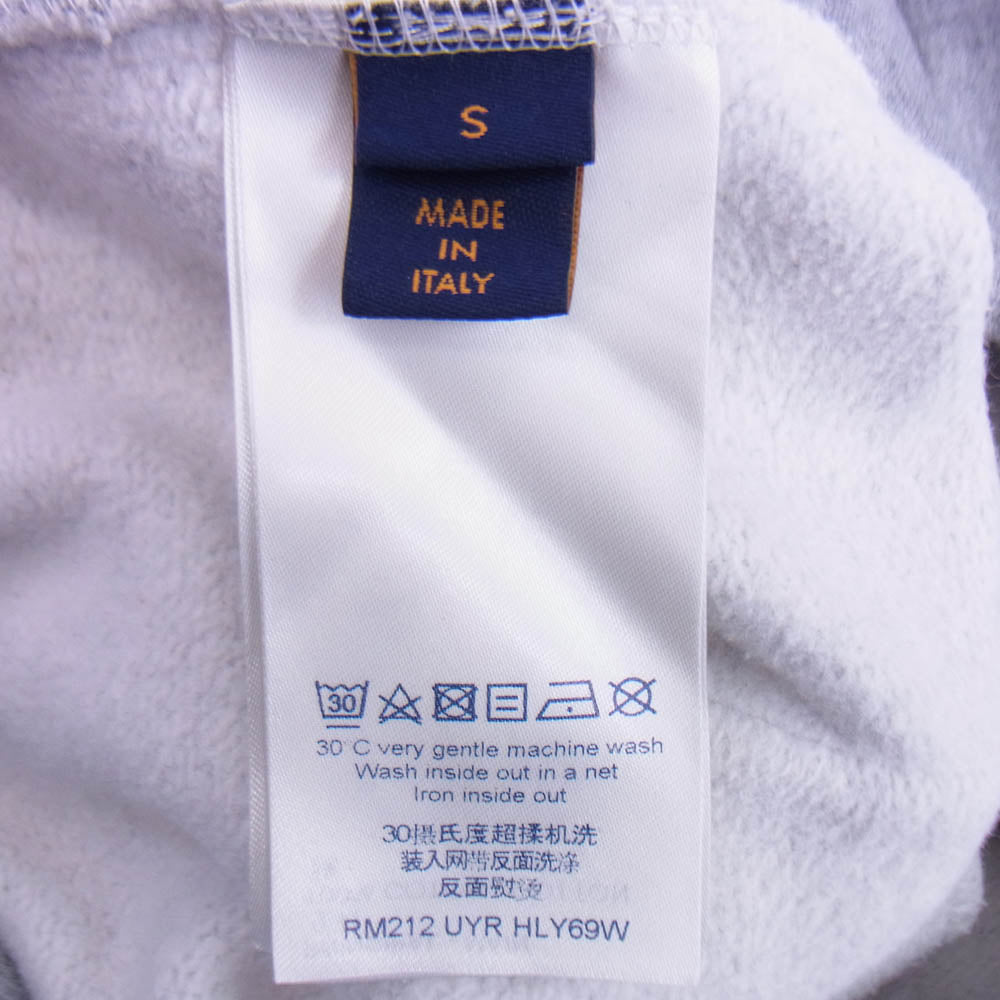 S
MADE
IN
ITALY
30
30°C very gentle machine wash
Wash inside out in a net
Iron inside out
30摄氏度超揉机洗
装入网带反面洗涤
反面熨烫
RM212 UYR HLY69W